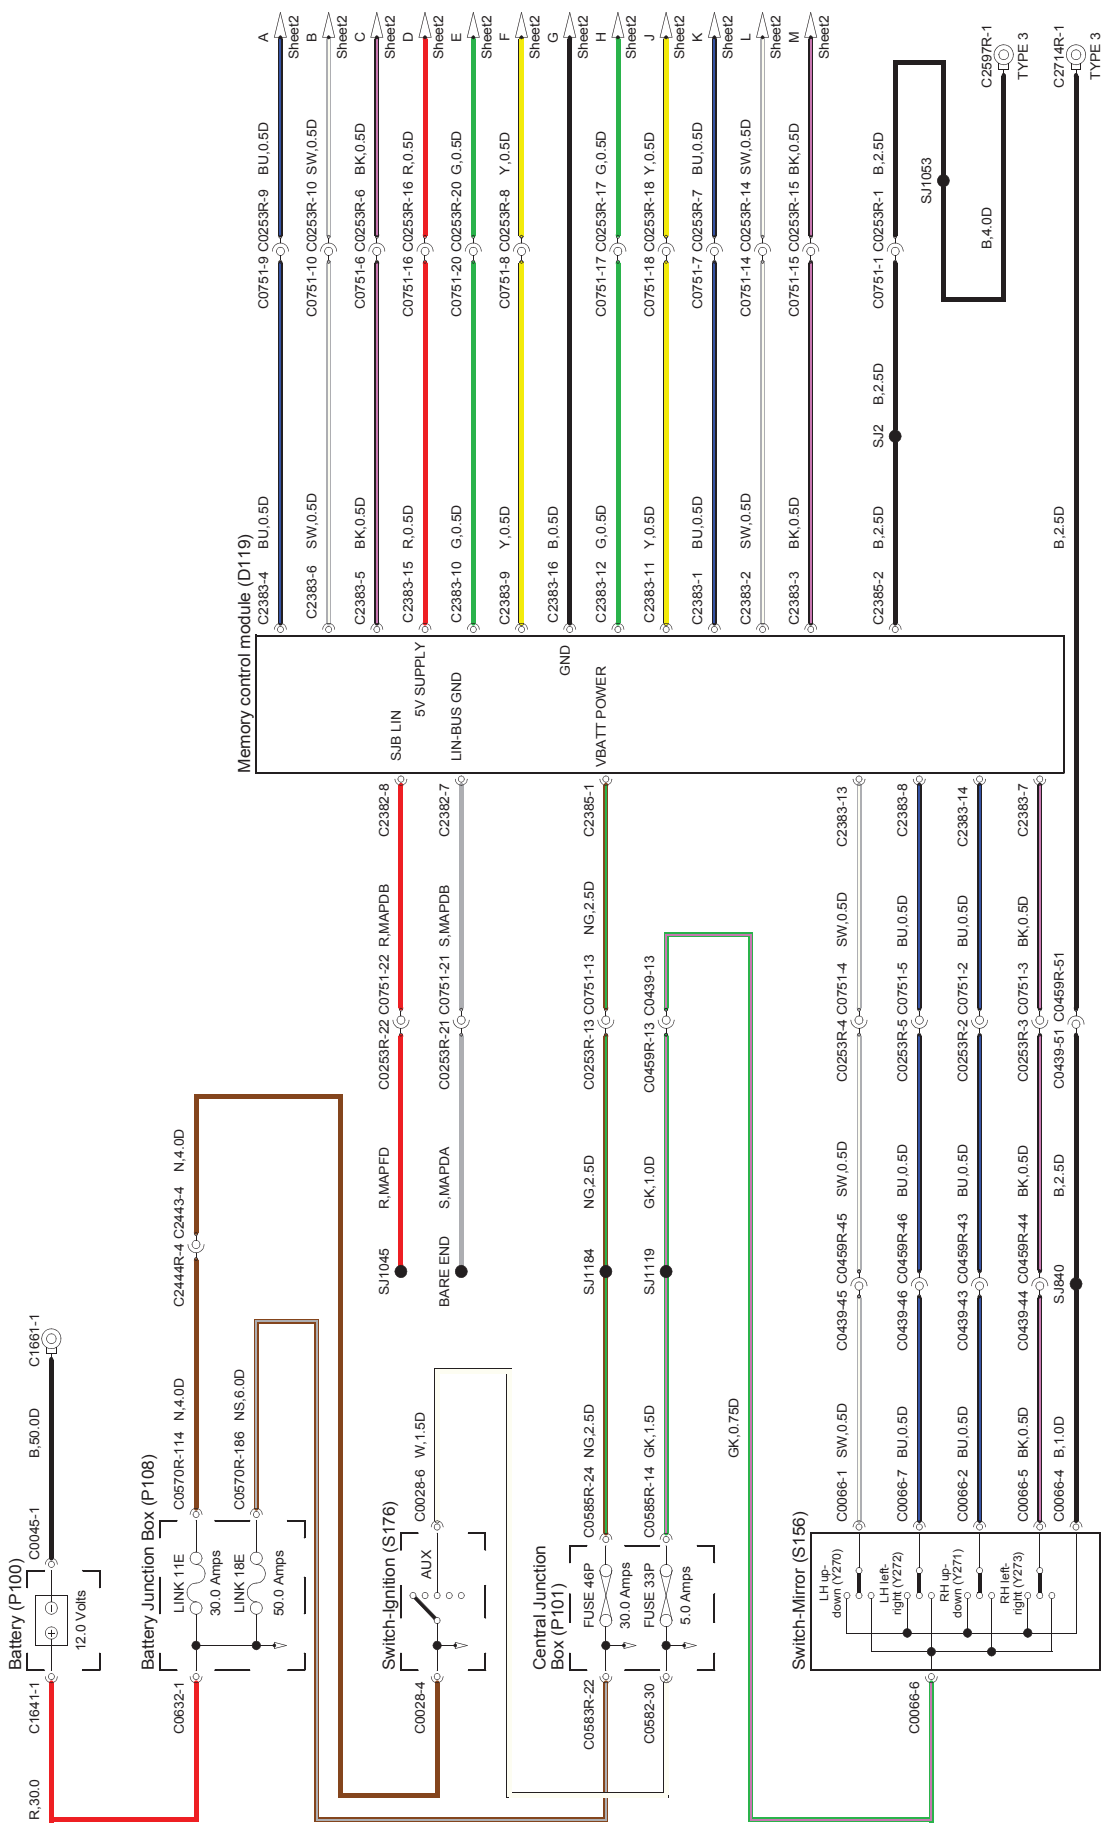 Battery (P100)
12.0 Volts
C1641-1
R,30.0
C0045-1
B,50.0D
C1661-1
Battery Junction Box (P108)
LINK 11E
30.0 Amps
LINK 18E
50.0 Amps
C0632-1
C0570R-114
N,4.0D
C2444R-4
C2443-4
N,4.0D
C0570R-186
NS,6.0D
Switch-Ignition (S176)
AUX
C0028-4
C0028-6
W,1.5D
Central Junction
Box (P101)
FUSE 46P
30.0 Amps
FUSE 33P
5.0 Amps
C0583R-22
C0582-30
C0585R-24
NG,2.5D
SJ1184
NG,2.5D
C0253R-13
C0751-13
NG,2.5D
C2385-1
C0585R-14
GK,1.5D
SJ1119
GK,1.0D
C0459R-13
C0439-13
GK,0.75D
SJ1045
R,MAPFD
C0253R-22
C0751-22
R,MAPDB
C2382-8
BARE END
S,MAPDA
C0253R-21
C0751-21
S,MAPDB
C2382-7
Switch-Mirror (S156)
LH up-
down (Y270)
LH left-
right (Y272)
RH up-
down (Y271)
RH left-
right (Y273)
C0066-6
C0066-1
SW,0.5D
C0439-45
C0459R-45
SW,0.5D
C0253R-4
C0751-4
SW,0.5D
C2383-13
C0066-7
BU,0.5D
C0439-46
C0459R-46
BU,0.5D
C0253R-5
C0751-5
BU,0.5D
C2383-8
C0066-2
BU,0.5D
C0439-43
C0459R-43
BU,0.5D
C0253R-2
C0751-2
BU,0.5D
C2383-14
C0066-5
BK,0.5D
C0439-44
C0459R-44
BK,0.5D
C0253R-3
C0751-3
BK,0.5D
C2383-7
C0066-4
B,1.0D
SJ840
B,2.5D
C0439-51
C0459R-51
B,2.5D
C2714R-1
TYPE 3
Memory control module (D119)
SJB LIN
5V SUPPLY
LIN-BUS GND
GND
VBATT POWER
C2383-4
BU,0.5D
C0751-9
C0253R-9
BU,0.5D
A
Sheet2
C2383-6
SW,0.5D
C0751-10
C0253R-10
SW,0.5D
B
Sheet2
C2383-5
BK,0.5D
C0751-6
C0253R-6
BK,0.5D
C
Sheet2
C2383-15
R,0.5D
C0751-16
C0253R-16
R,0.5D
D
Sheet2
C2383-10
G,0.5D
C0751-20
C0253R-20
G,0.5D
E
Sheet2
C2383-9
Y,0.5D
C0751-8
C0253R-8
Y,0.5D
F
Sheet2
C2383-16
B,0.5D
G
Sheet2
C2383-12
G,0.5D
C0751-17
C0253R-17
G,0.5D
H
Sheet2
C2383-11
Y,0.5D
C0751-18
C0253R-18
Y,0.5D
J
Sheet2
C2383-1
BU,0.5D
C0751-7
C0253R-7
BU,0.5D
K
Sheet2
C2383-2
SW,0.5D
C0751-14
C0253R-14
SW,0.5D
L
Sheet2
C2383-3
BK,0.5D
C0751-15
C0253R-15
BK,0.5D
M
Sheet2
C2385-2
B,2.5D
SJ2
B,2.5D
C0751-1
C0253R-1
B,2.5D
SJ1053
B,4.0D
C2597R-1
TYPE 3